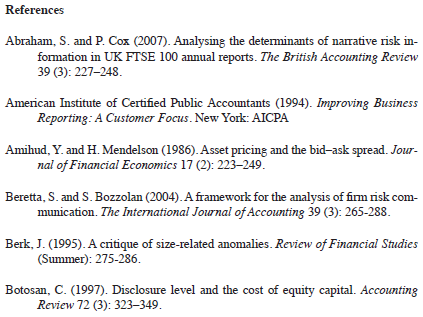 References
Abraham, S. and P. Cox (2007). Analysing the determinants of narrative risk in-
formation in UK FTSE 100 annual reports. The British Accounting Review
39 (3): 227–248.
American Institute of Certified Public Accountants (1994). Improving Business
Reporting: A Customer Focus. New York: AICPA
Amihud, Y. and H. Mendelson (1986). Asset pricing and the bid–ask spread. Jour-
nal of Financial Economics 17 (2): 223–249.
Beretta, S. and S. Bozzolan (2004). A framework for the analysis of firm risk com-
munication. The International Journal of Accounting 39 (3): 265-288.
Berk, J. (1995). A critique of size-related anomalies. Review of Financial Studies
(Summer): 275-286.
Botosan, C. (1997). Disclosure level and the cost of equity capital. Accounting
Review 72 (3): 323–349.